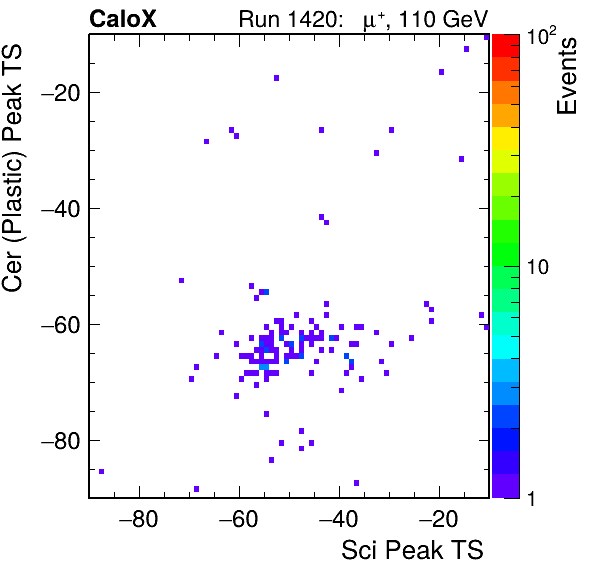 CaloX Run 1420: μ⁺, 110 GeV
Cer (Plastic) Peak TS
−20
−40
−60
−80
−80 −60 −40 −20
Sci Peak TS
10²
10
1
Events